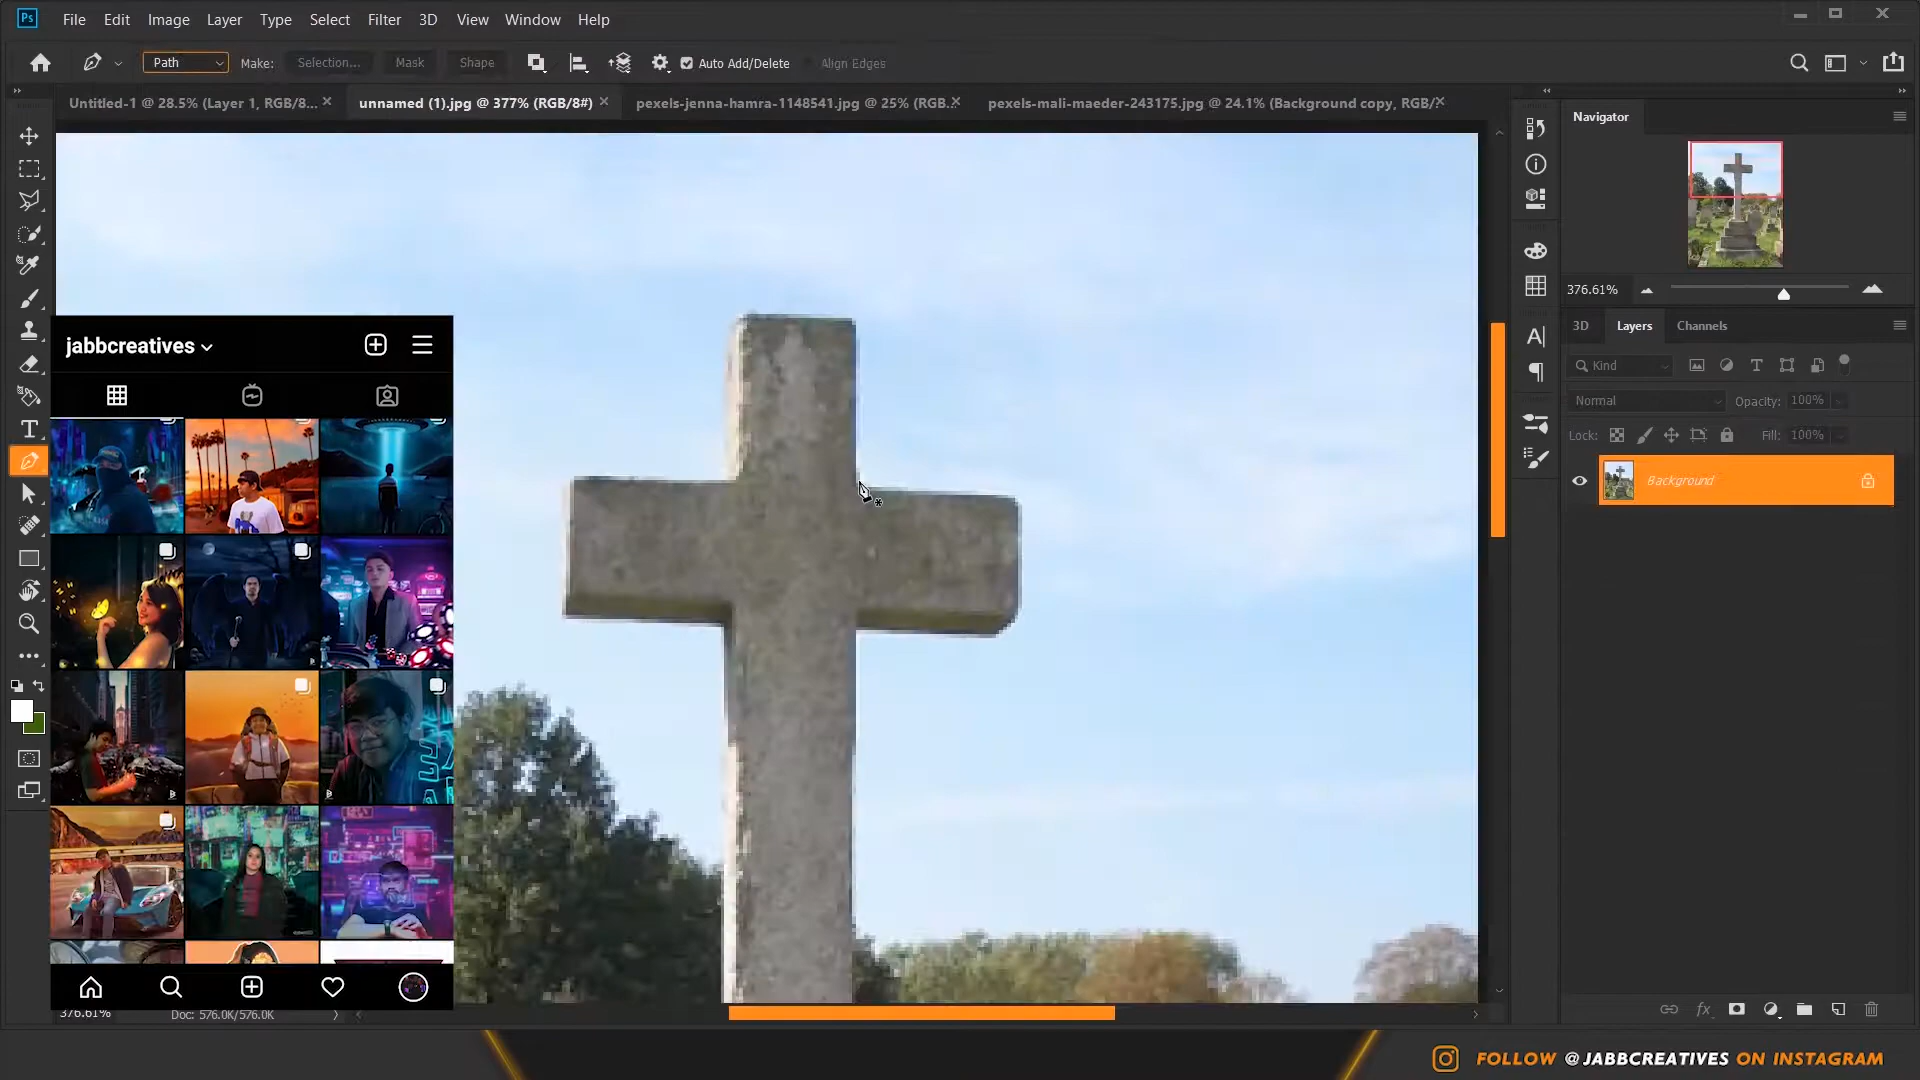 Ps File Edit Image Layer Type Select Filter 3D View Window Help
Path Make: Selection... Mask Shape Auto Add/Delete Align Edges
Untitled-1 @ 28.5% (Layer 1, RGB/8... unnamed (1).jpg @ 377% (RGB/8#) pexels-jenna-hamra-1148541.jpg @ 25% (RGB... pexels-mali-maeder-243175.jpg @ 24.1% (Background copy, RGB/
Navigator
376.61%
3D Layers Channels
Kind
Normal Opacity: 100%
Lock: Fill: 100%
Background
jabbcreatives
376.61% Doc: 576.0K/576.0K
FOLLOW @JABBCREATIVES ON INSTAGRAM